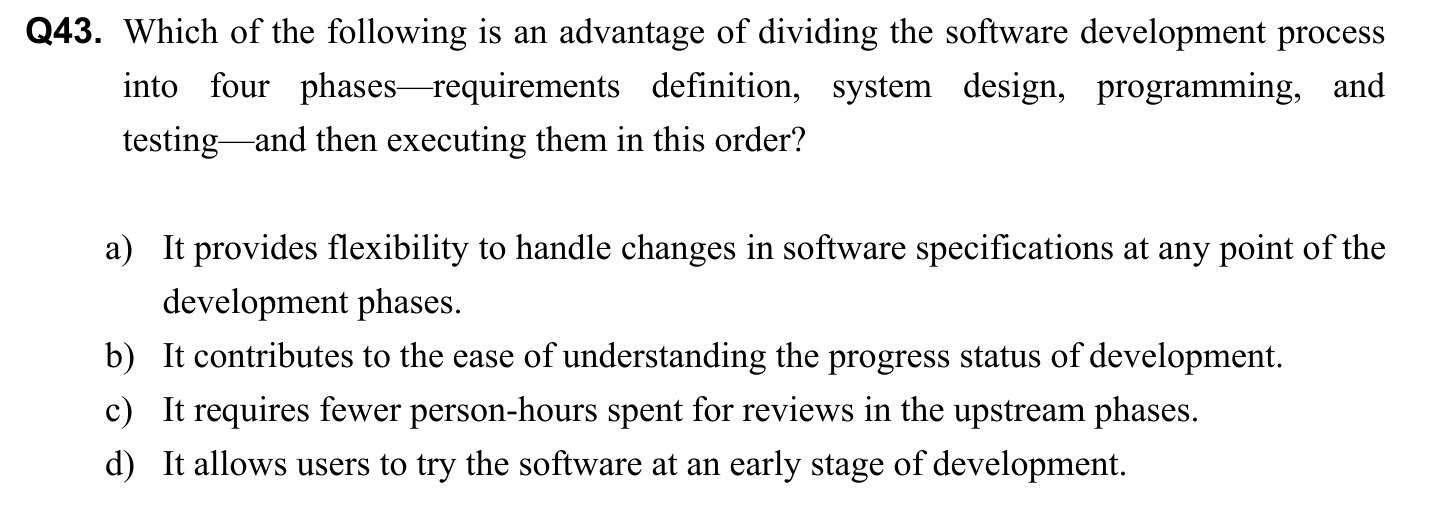 Q43. Which of the following is an advantage of dividing the software development process
into four phases—requirements definition, system design, programming, and
testing—and then executing them in this order?
a) It provides flexibility to handle changes in software specifications at any point of the
development phases.
b) It contributes to the ease of understanding the progress status of development.
c) It requires fewer person-hours spent for reviews in the upstream phases.
d) It allows users to try the software at an early stage of development.